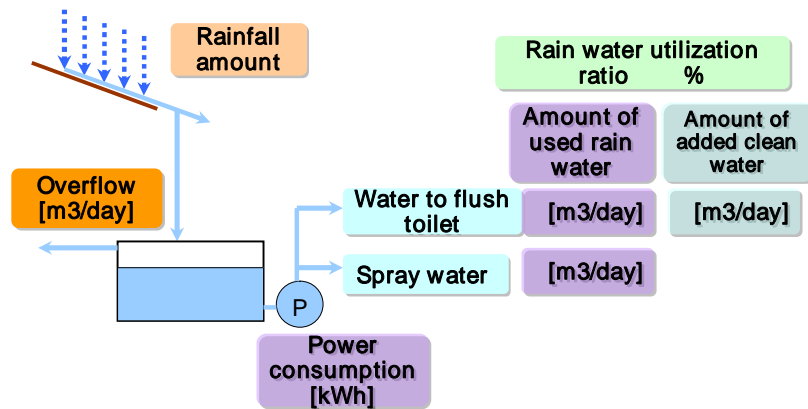 Rainfall
amount
Rain water utilization
ratio %
Amount of
used rain
water
Amount of
added clean
water
Overflow
[m3/day]
Water to flush
toilet
[m3/day]
[m3/day]
Spray water
[m3/day]
P
Power
consumption
[kWh]